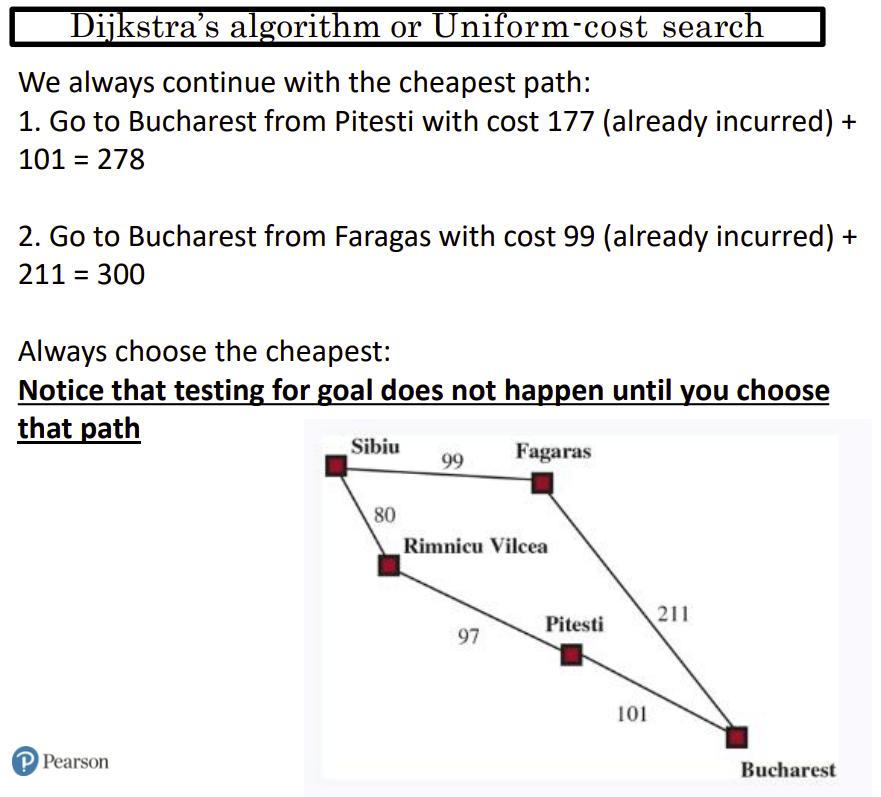 Dijkstra's algorithm or Uniform-cost search
We always continue with the cheapest path:
1. Go to Bucharest from Pitesti with cost 177 (already incurred) +
101 = 278
2. Go to Bucharest from Faragas with cost 99 (already incurred) +
211 = 300
Always choose the cheapest:
Notice that testing for goal does not happen until you choose
that path
Sibiu
99
Fagaras
80
Rimnicu Vilcea
97
Pitesti
211
101
Bucharest
P Pearson